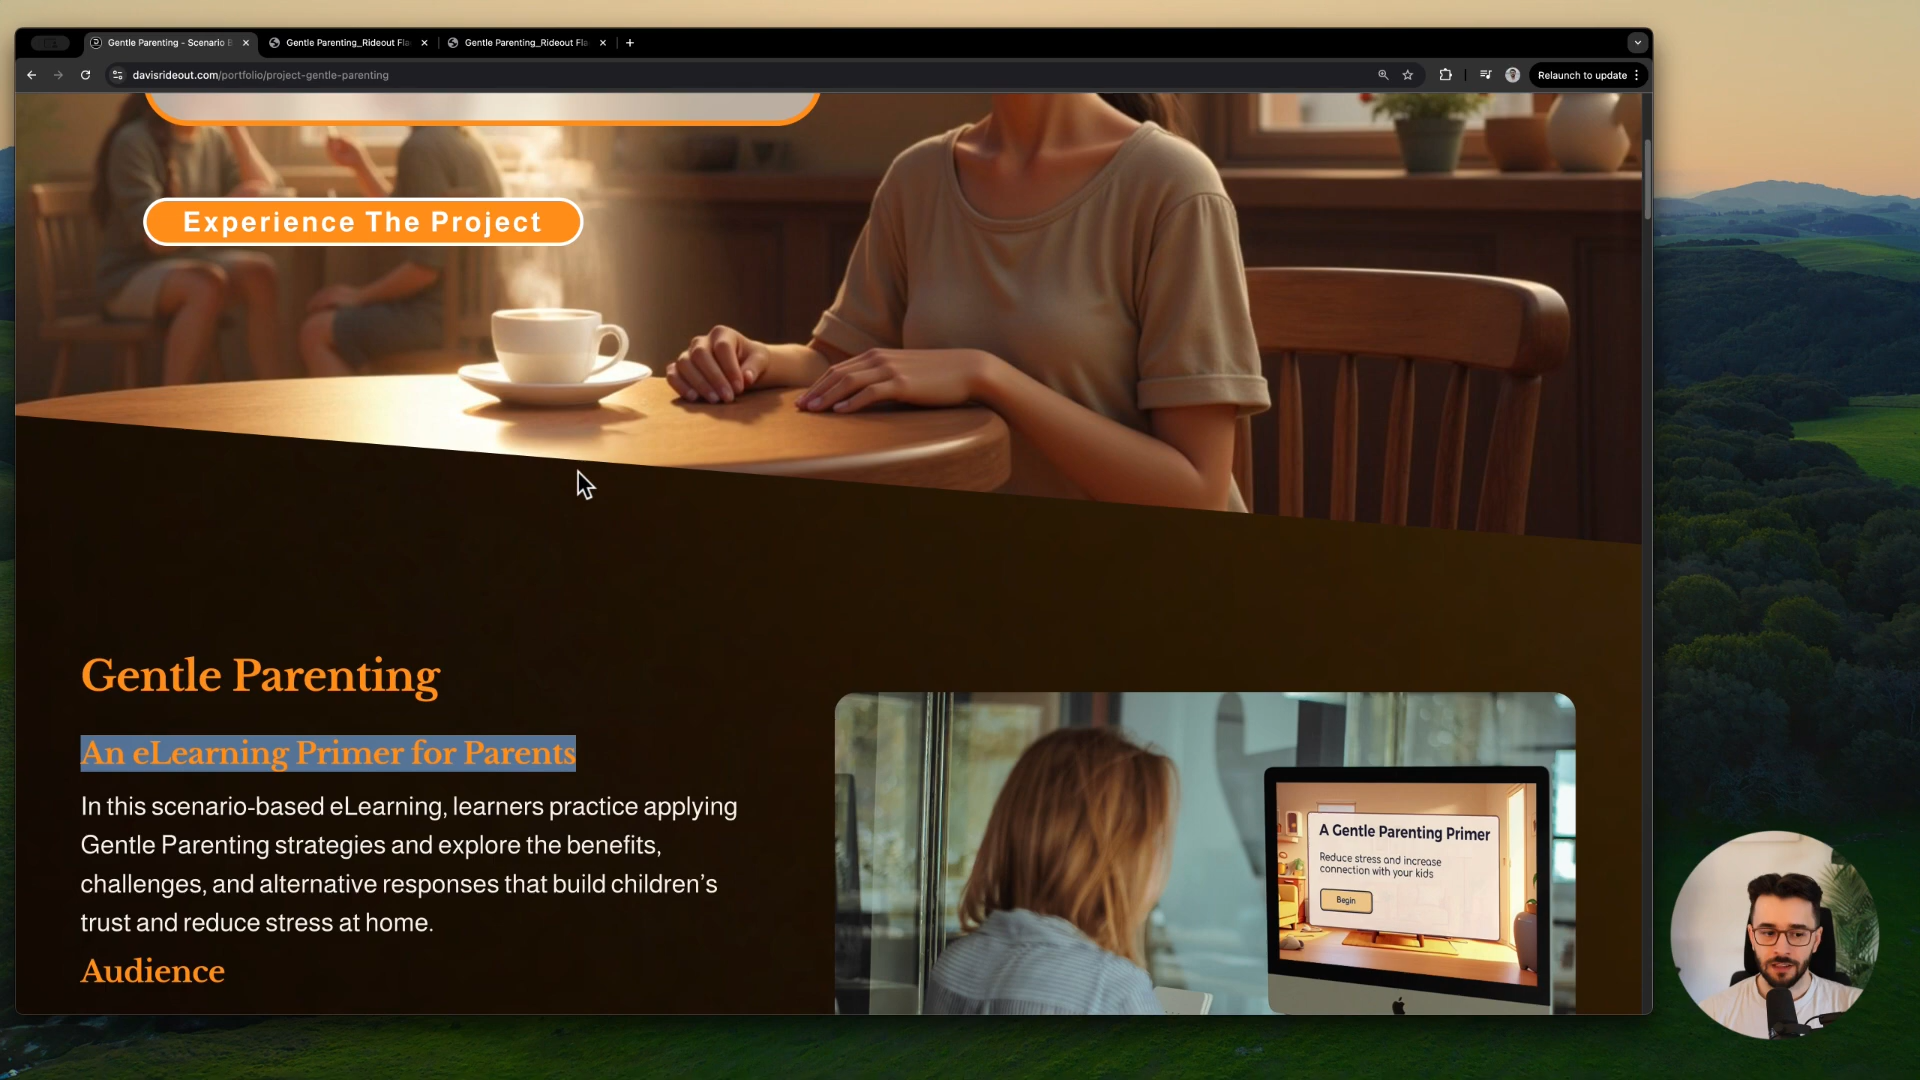 Gentle Parenting - Scenario B
Gentle Parenting_Rideout Fla
Gentle Parenting_Rideout Fla
davisrideout.com/portfolio/project-gentle-parenting
Relaunch to update
Experience The Project
Gentle Parenting
An eLearning Primer for Parents
In this scenario-based eLearning, learners practice applying
Gentle Parenting strategies and explore the benefits,
challenges, and alternative responses that build children’s
trust and reduce stress at home.
Audience
A Gentle Parenting Primer
Reduce stress and increase
connection with your kids
Begin